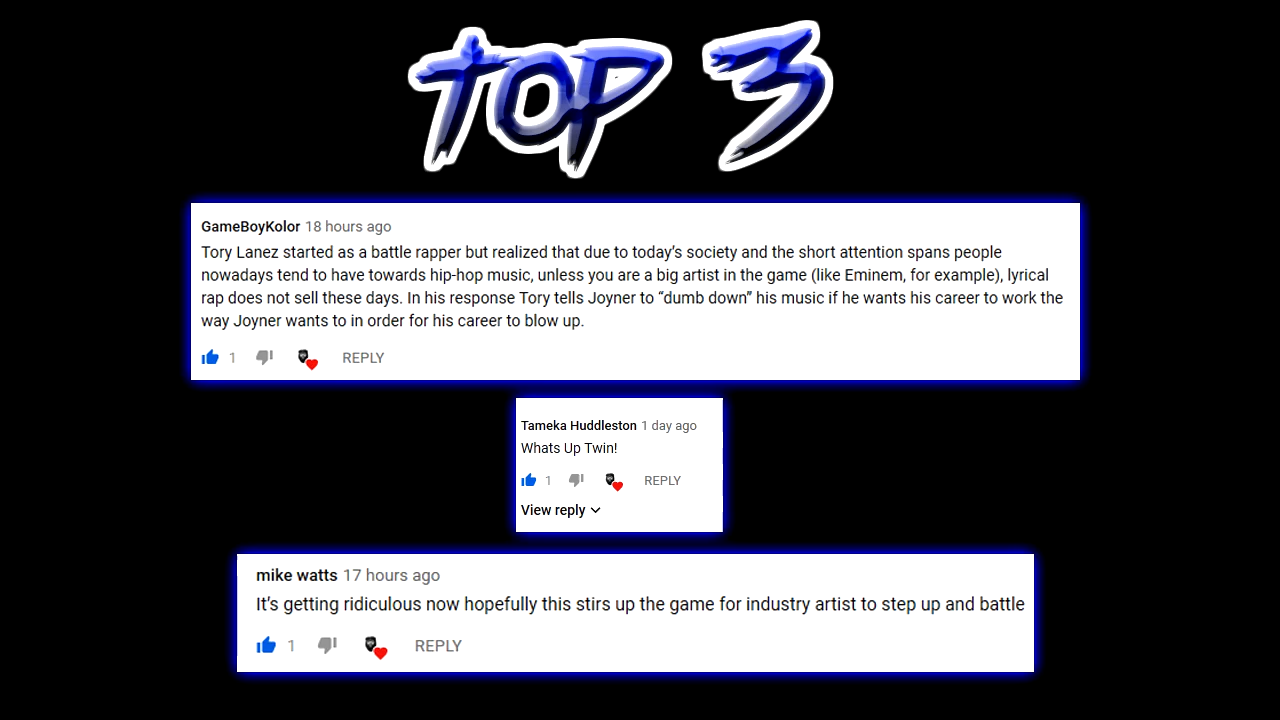 TOP 3
GameBoyKolor 18 hours ago
Tory Lanez started as a battle rapper but realized that due to today’s society and the short attention spans people
nowadays tend to have towards hip-hop music, unless you are a big artist in the game (like Eminem, for example), lyrical
rap does not sell these days. In his response Tory tells Joyner to “dumb down” his music if he wants his career to work the
way Joyner wants to in order for his career to blow up.
1 REPLY
Tameka Huddleston 1 day ago
Whats Up Twin!
1 REPLY
View reply
mike watts 17 hours ago
It’s getting ridiculous now hopefully this stirs up the game for industry artist to step up and battle
1 REPLY